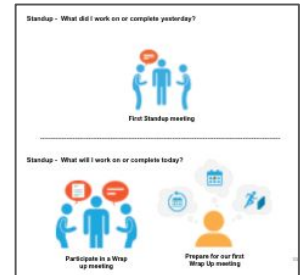 Standup - What did I work on or complete yesterday?
First Standup meeting
Standup - What will I work on or complete today?
Participate in a Wrap
up meeting
Prepare for our first
Wrap Up meeting